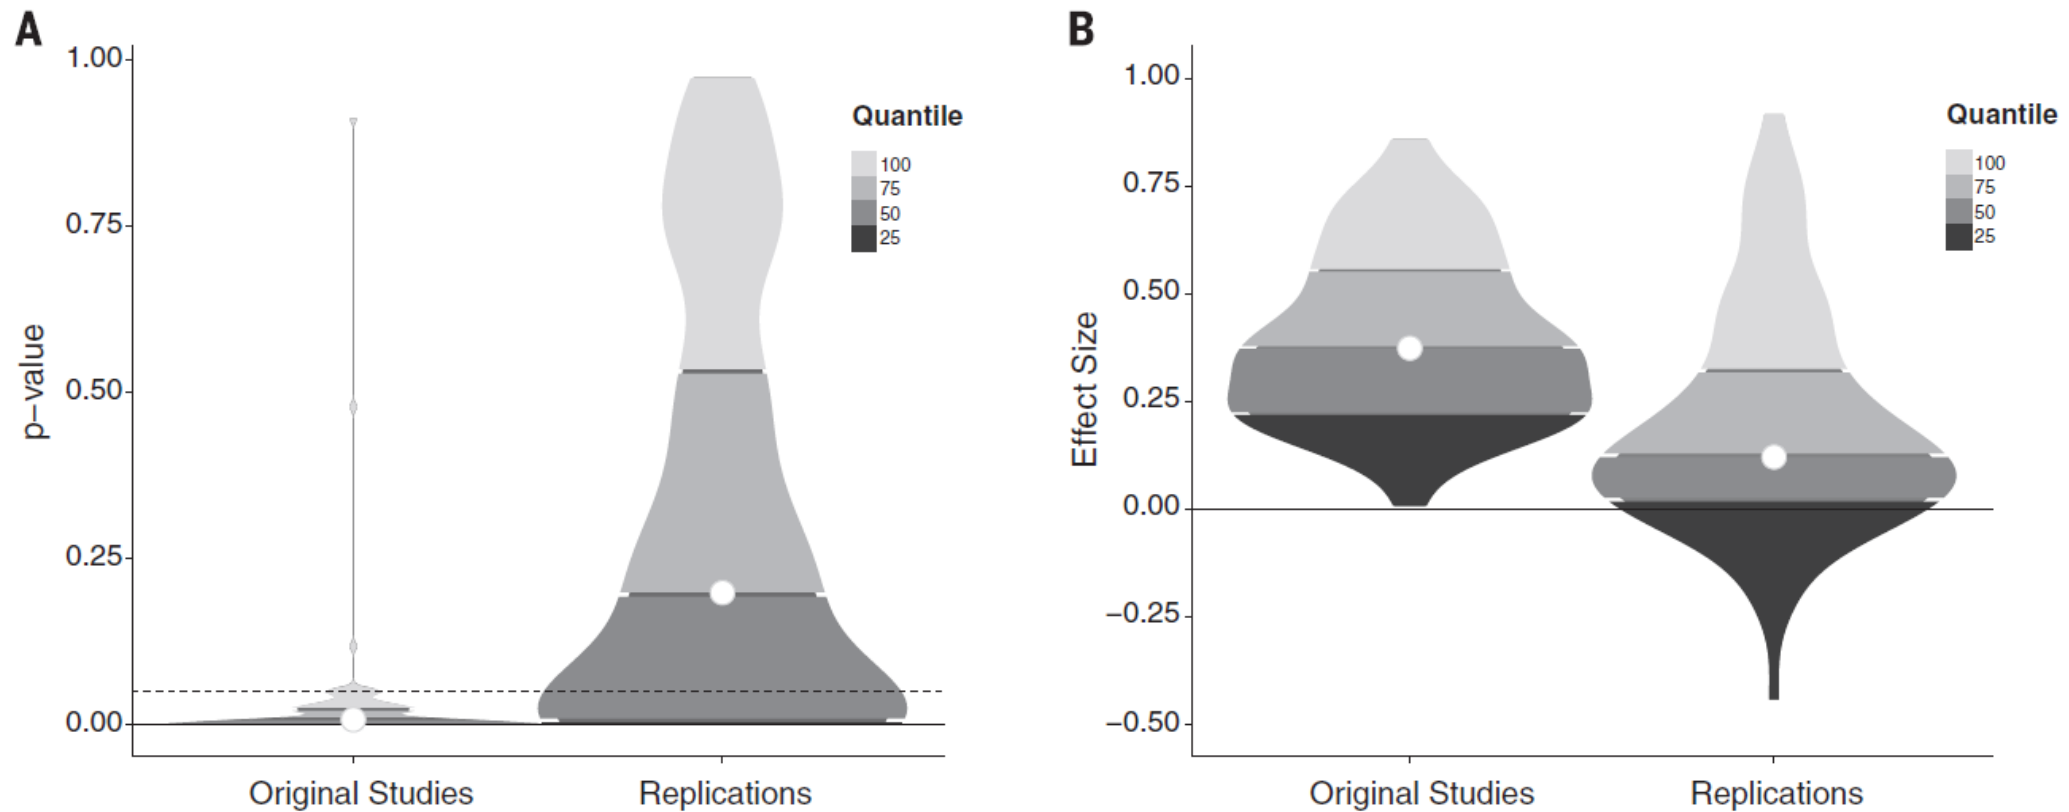 A
1.00
0.75
0.50
0.25
0.00
p-value
Original Studies
Replications
Quantile
100
75
50
25
B
1.00
0.75
0.50
0.25
0.00
−0.25
−0.50
Effect Size
Original Studies
Replications
Quantile
100
75
50
25